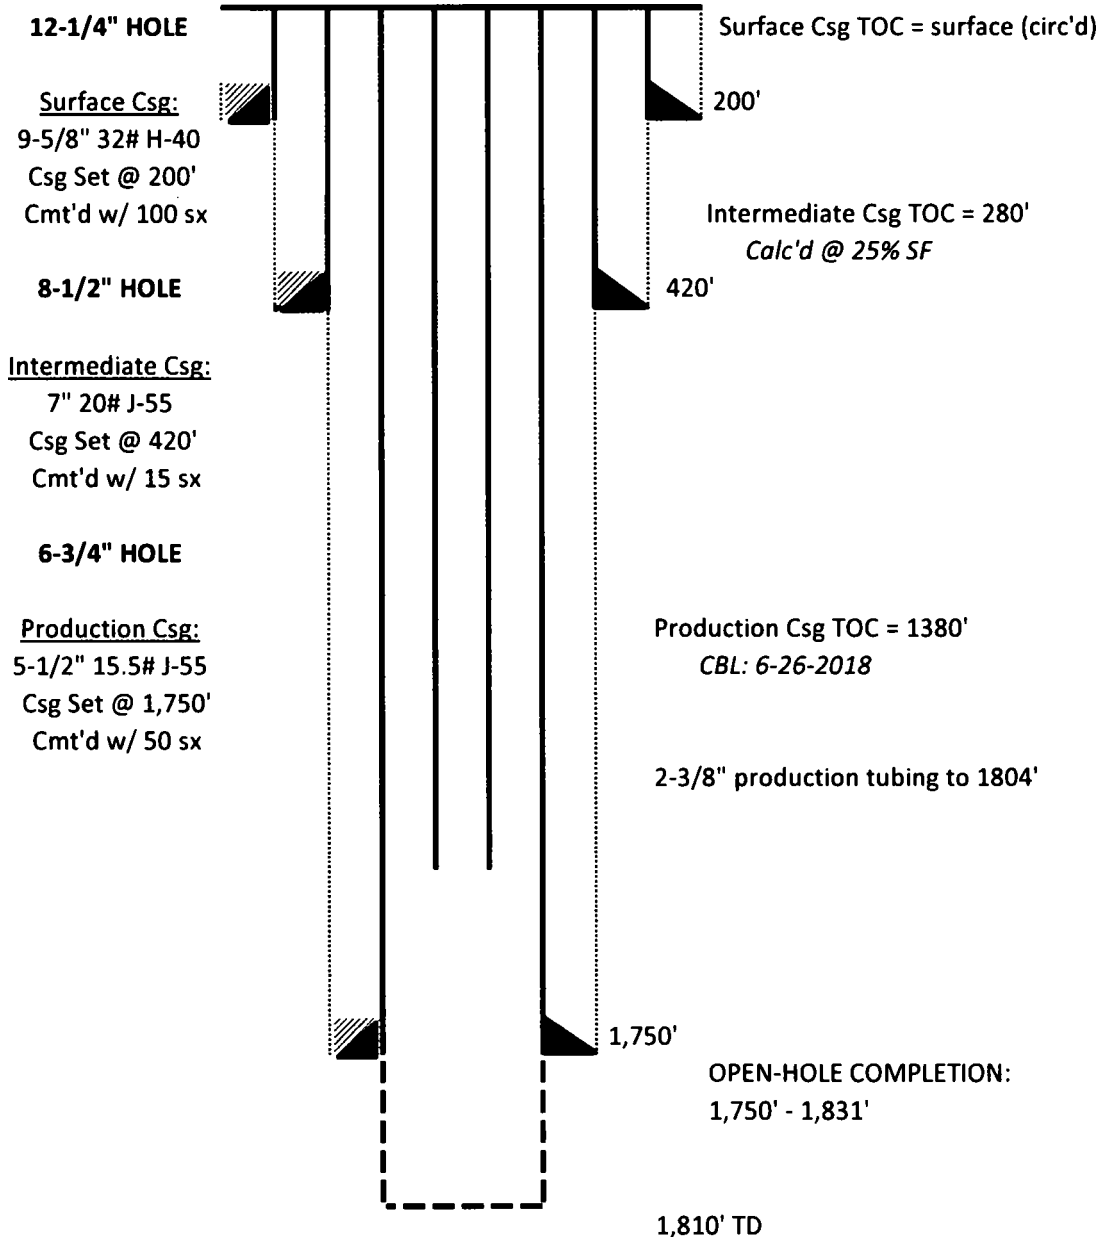 12-1/4" HOLE
Surface Csg TOC = surface (circ'd)
Surface Csg:
9-5/8" 32# H-40
Csg Set @ 200'
Cmt'd w/ 100 sx
200'
Intermediate Csg TOC = 280'
Calc'd @ 25% SF
8-1/2" HOLE
420'
Intermediate Csg:
7" 20# J-55
Csg Set @ 420'
Cmt'd w/ 15 sx
6-3/4" HOLE
Production Csg:
5-1/2" 15.5# J-55
Csg Set @ 1,750'
Cmt'd w/ 50 sx
Production Csg TOC = 1380'
CBL: 6-26-2018
2-3/8" production tubing to 1804'
1,750'
OPEN-HOLE COMPLETION:
1,750' - 1,831'
1,810' TD